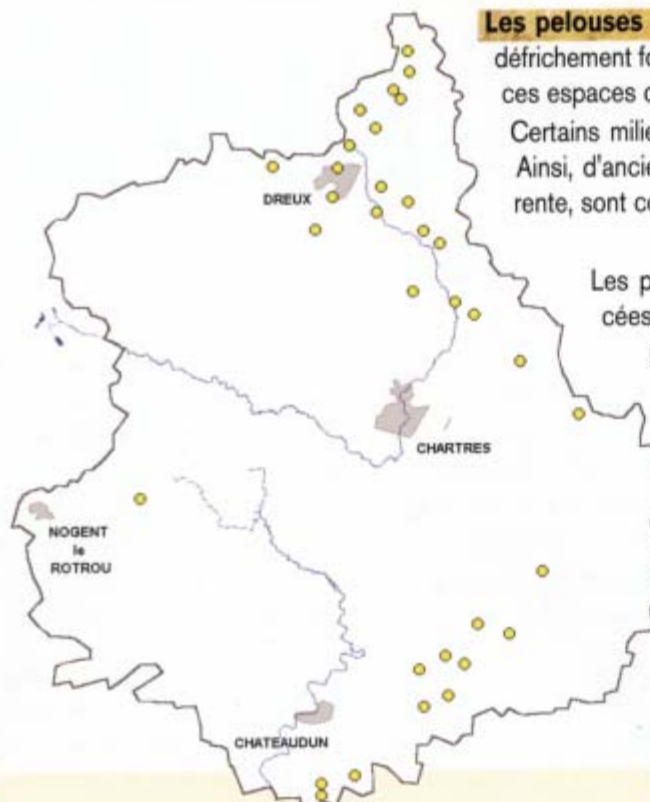 Les pelouses
défrichement fo
ces espaces c
Certains milie
Ainsi, d'ancie
rente, sont co
Les p
cées
DREUX
CHARTRES
NOGENT
le
ROTROU
CHATEAUDUN